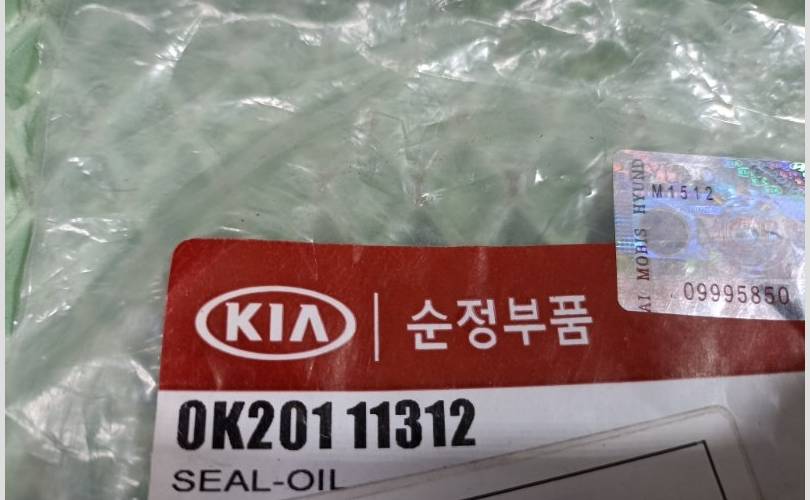 M1512
AI MOBIS HYUND
09995850
KIA 순정부품
0K201 11312
SEAL-OIL